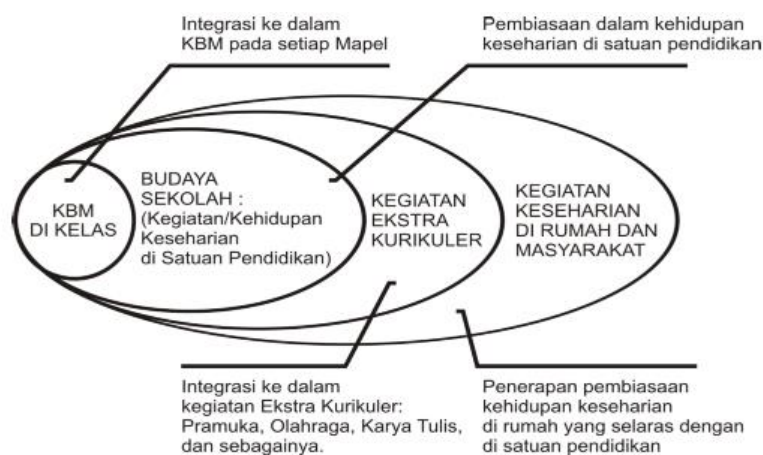 Integrasi ke dalam
KBM pada setiap Mapel
Pembiasaan dalam kehidupan
keseharian di satuan pendidikan
KBM
DI KELAS
BUDAYA
SEKOLAH :
(Kegiatan/Kehidupan
Keseharian
di Satuan Pendidikan)
KEGIATAN
EKSTRA
KURIKULER
KEGIATAN
KESEHARIAN
DI RUMAH DAN
MASYARAKAT
Integrasi ke dalam
kegiatan Ekstra Kurikuler:
Pramuka, Olahraga, Karya Tulis,
dan sebagainya.
Penerapan pembiasaan
kehidupan keseharian
di rumah yang selaras dengan
di satuan pendidikan